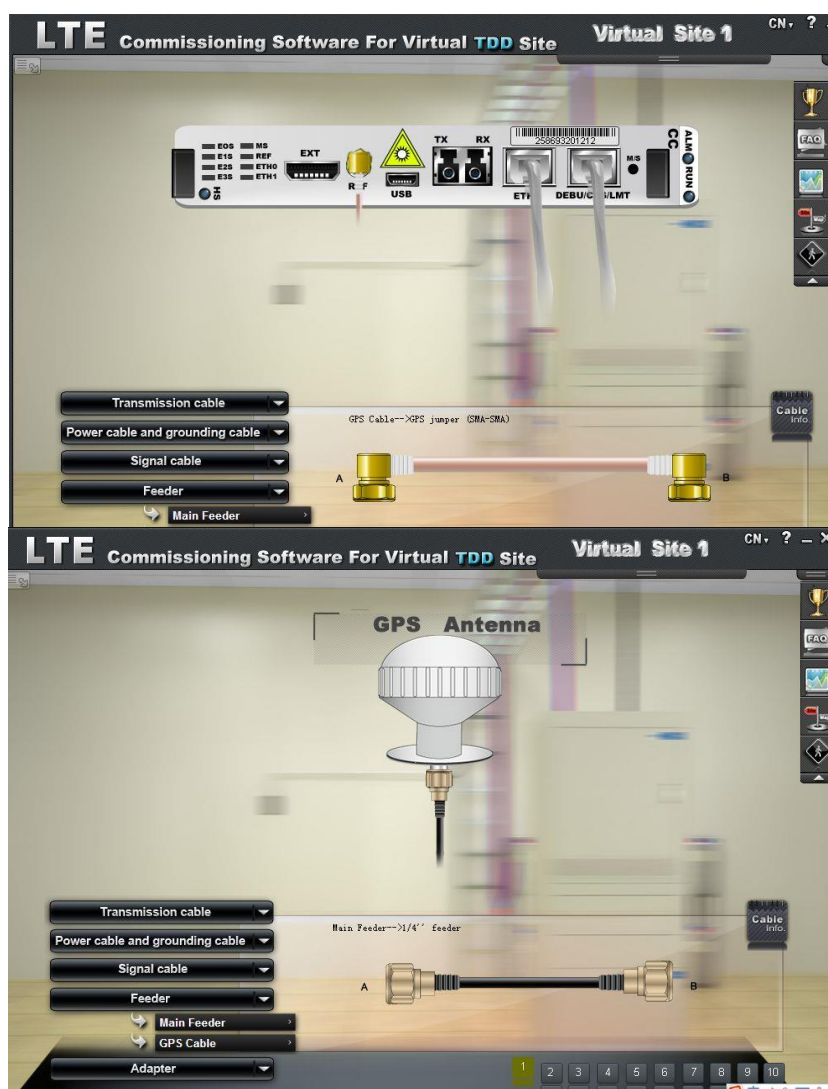 LTE Commissioning Software For Virtual TDD Site Virtual Site 1 CN ?
EOS MS
E1S REF
E2S ETH0
E3S ETH1
HS
EXT
USB
TX RX
258693201212
M/S
CC
ALM RUN
FAQ
Transmission cable
Power cable and grounding cable
Signal cable
Feeder
Main Feeder
GPS Cable-->GPS jumper (SMA-SMA)
A
B
Cable
Info.
LTE Commissioning Software For Virtual TDD Site Virtual Site 1 CN ?
GPS Antenna
FAQ
Transmission cable
Power cable and grounding cable
Signal cable
Feeder
Main Feeder
GPS Cable
Adapter
Main Feeder-->1/4'' feeder
A
B
Cable
Info.
1 2 3 4 5 6 7 8 9 10